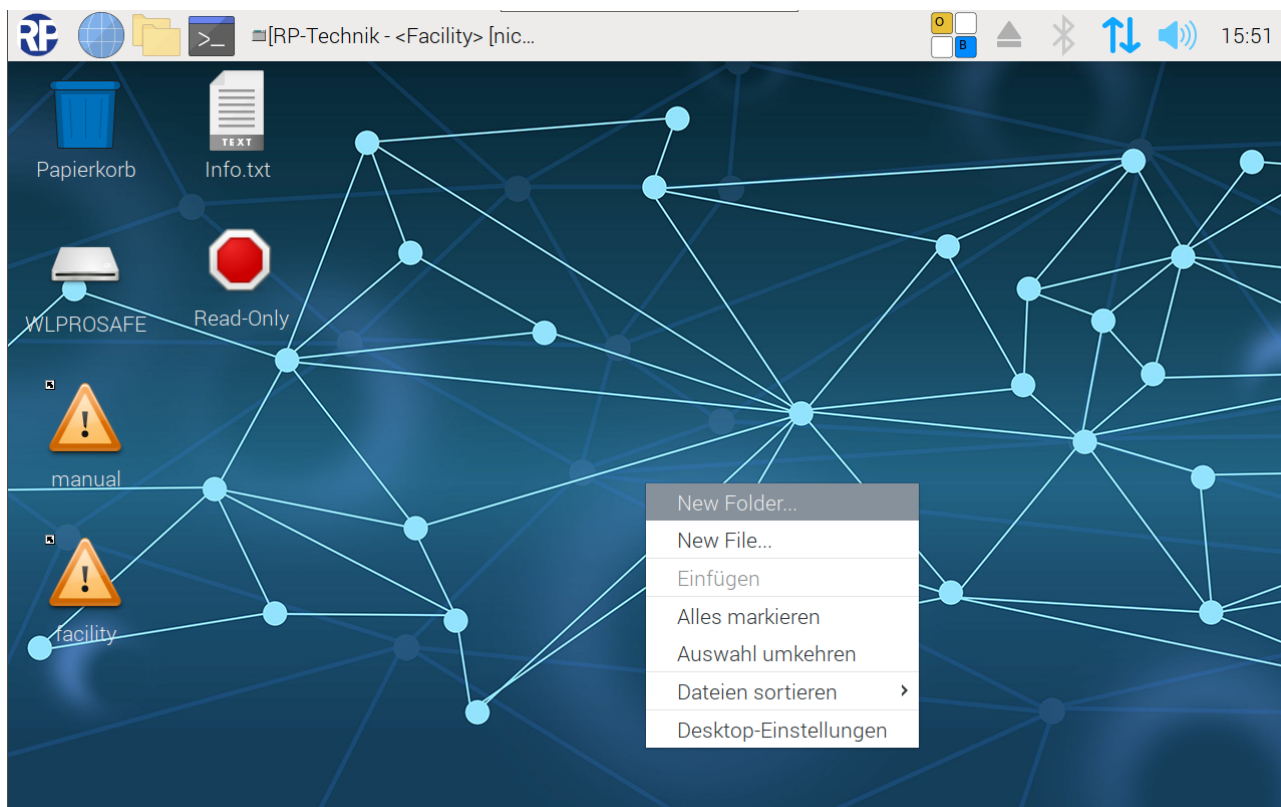 RP
>_
[RP-Technik - <Facility> [nic...
O
B
15:51
Papierkorb
Info.txt
TEXT
WLPROSAFE
Read-Only
manual
facility
New Folder...
New File...
Einfügen
Alles markieren
Auswahl umkehren
Dateien sortieren
Desktop-Einstellungen